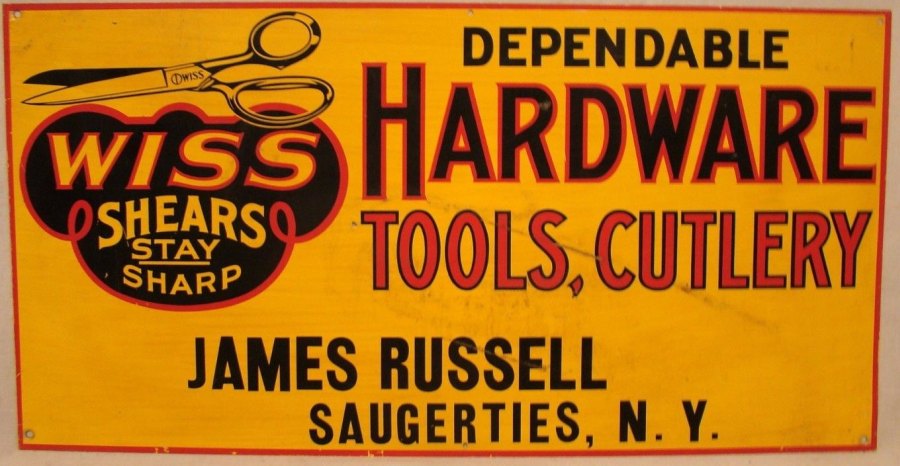 WISS
WISS
SHEARS
STAY
SHARP
DEPENDABLE
HARDWARE
TOOLS, CUTLERY
JAMES RUSSELL
SAUGERTIES, N. Y.